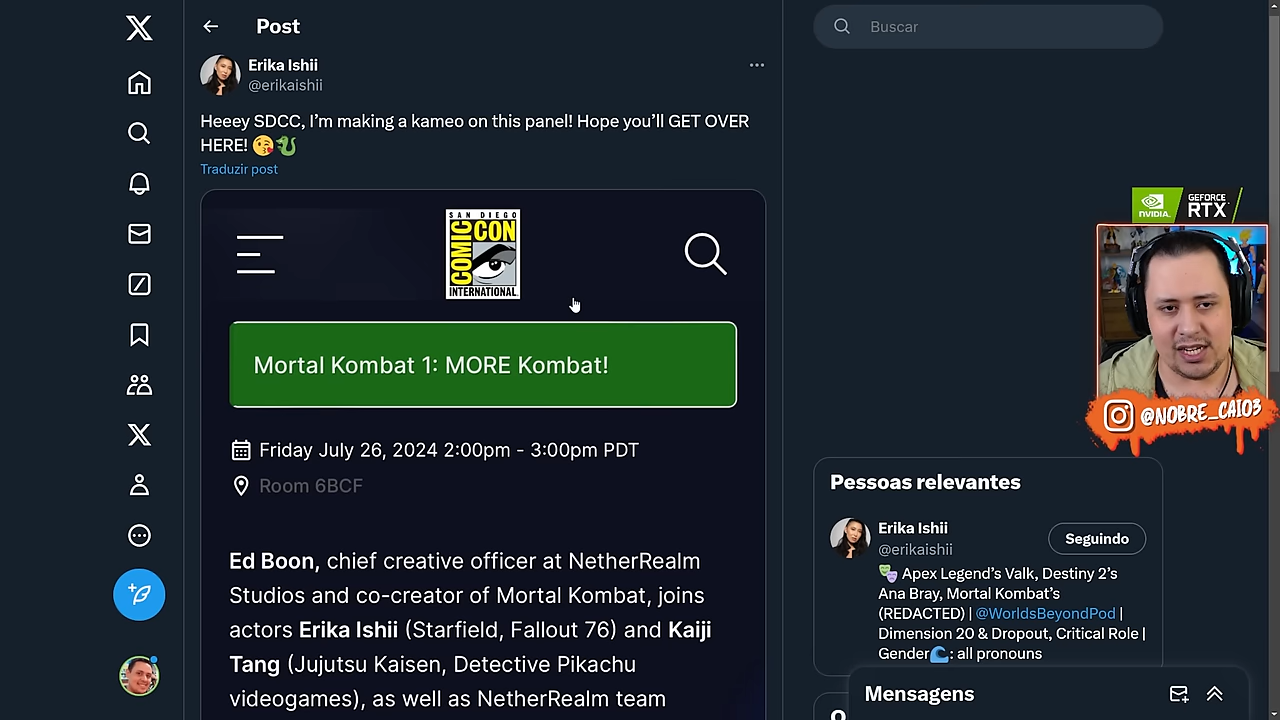 Post
Erika Ishii
@erikaishii
Heeey SDCC, I'm making a kameo on this panel! Hope you'll GET OVER
HERE! 😘🐍
Traduzir post
SAN DIEGO
COMIC CON
INTERNATIONAL
Mortal Kombat 1: MORE Kombat!
Friday July 26, 2024 2:00pm - 3:00pm PDT
Room 6BCF
Ed Boon, chief creative officer at NetherRealm
Studios and co-creator of Mortal Kombat, joins
actors Erika Ishii (Starfield, Fallout 76) and Kaiji
Tang (Jujutsu Kaisen, Detective Pikachu
videogames), as well as NetherRealm team
Buscar
NVIDIA.
GEFORCE
RTX
@NOBRE_CAIO3
Pessoas relevantes
Erika Ishii
@erikaishii
Seguindo
🎭 Apex Legend's Valk, Destiny 2's
Ana Bray, Mortal Kombat's
(REDACTED) | @WorldsBeyondPod |
Dimension 20 & Dropout, Critical Role |
Gender🌊: all pronouns
Mensagens